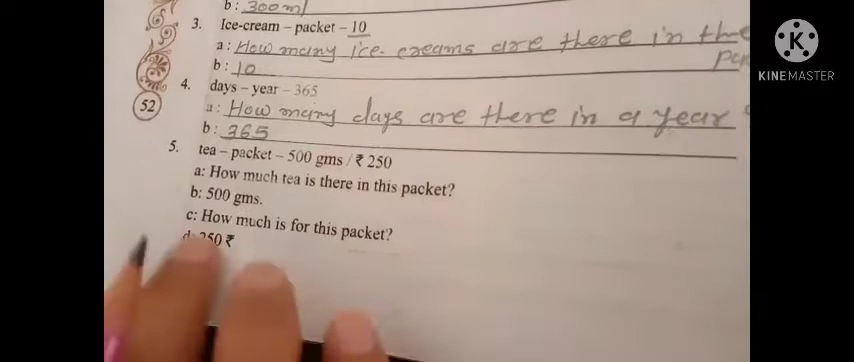 b: 300 ml
3. Ice-cream – packet – 10
a: How many ice-creams are there in the
b: 10
4. days – year – 365
a: How many days are there in a year
b: 365
5. tea – packet – 500 gms / ₹ 250
a: How much tea is there in this packet?
b: 500 gms.
c: How much is for this packet?
d: 250 ₹
52
K
KINEMASTER